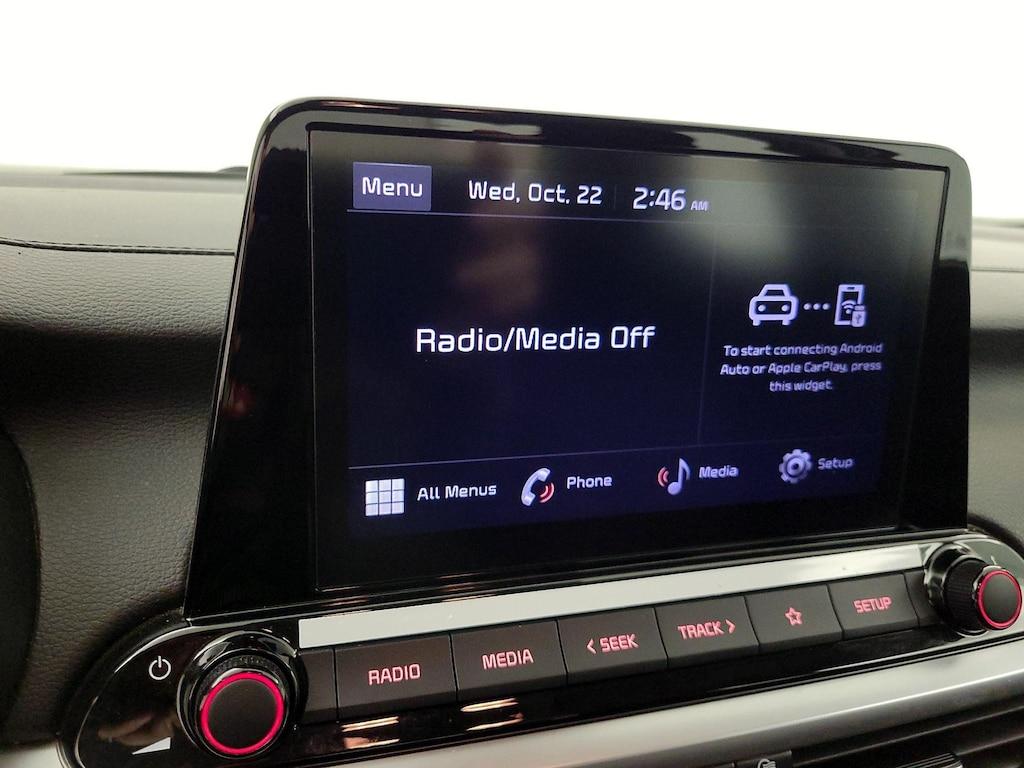 Menu Wed, Oct. 22 2:46 AM
Radio/Media Off
To start connecting Android
Auto or Apple CarPlay, press
this widget.
All Menus Phone Media Setup
RADIO MEDIA < SEEK TRACK > SETUP